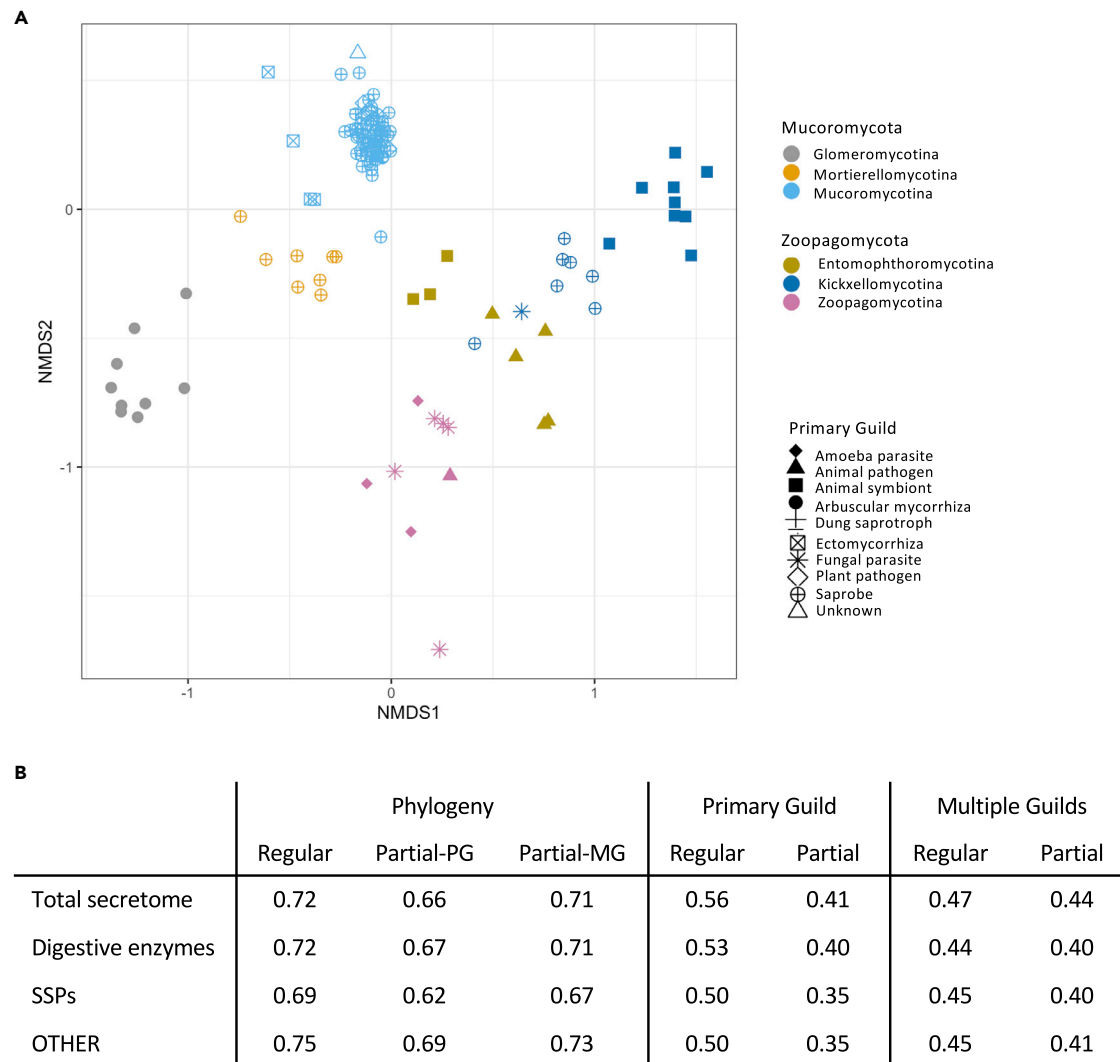 A
NMDS2
0
-1
-1
0
1
NMDS1
Mucoromycota
Glomeromycotina
Mortierellomycotina
Mucoromycotina
Zoopagomycota
Entomophthoromycotina
Kickxellomycotina
Zoopagomycotina
Primary Guild
Amoeba parasite
Animal pathogen
Animal symbiont
Arbuscular mycorrhiza
Dung saprotroph
Ectomycorrhiza
Fungal parasite
Plant pathogen
Saprobe
Unknown
B
Phylogeny Primary Guild Multiple Guilds
Regular Partial-PG Partial-MG Regular Partial Regular Partial
Total secretome 0.72 0.66 0.71 0.56 0.41 0.47 0.44
Digestive enzymes 0.72 0.67 0.71 0.53 0.40 0.44 0.40
SSPs 0.69 0.62 0.67 0.50 0.35 0.45 0.40
OTHER 0.75 0.69 0.73 0.50 0.35 0.45 0.41